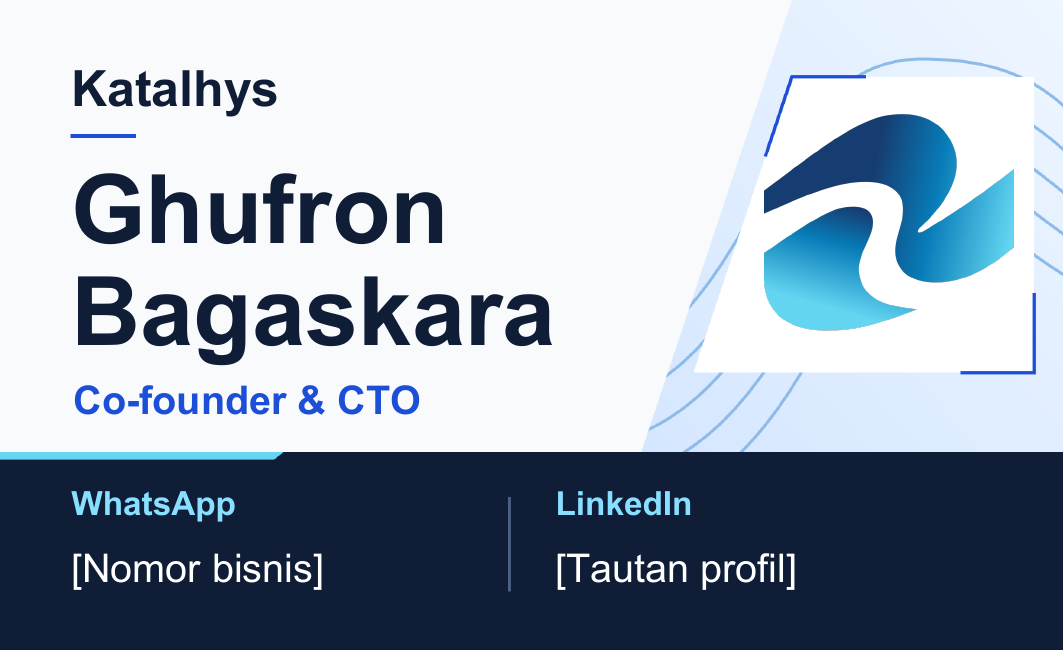 Katalhys
Ghufron
Bagaskara
Co-founder & CTO
WhatsApp
[Nomor bisnis]
LinkedIn
[Tautan profil]